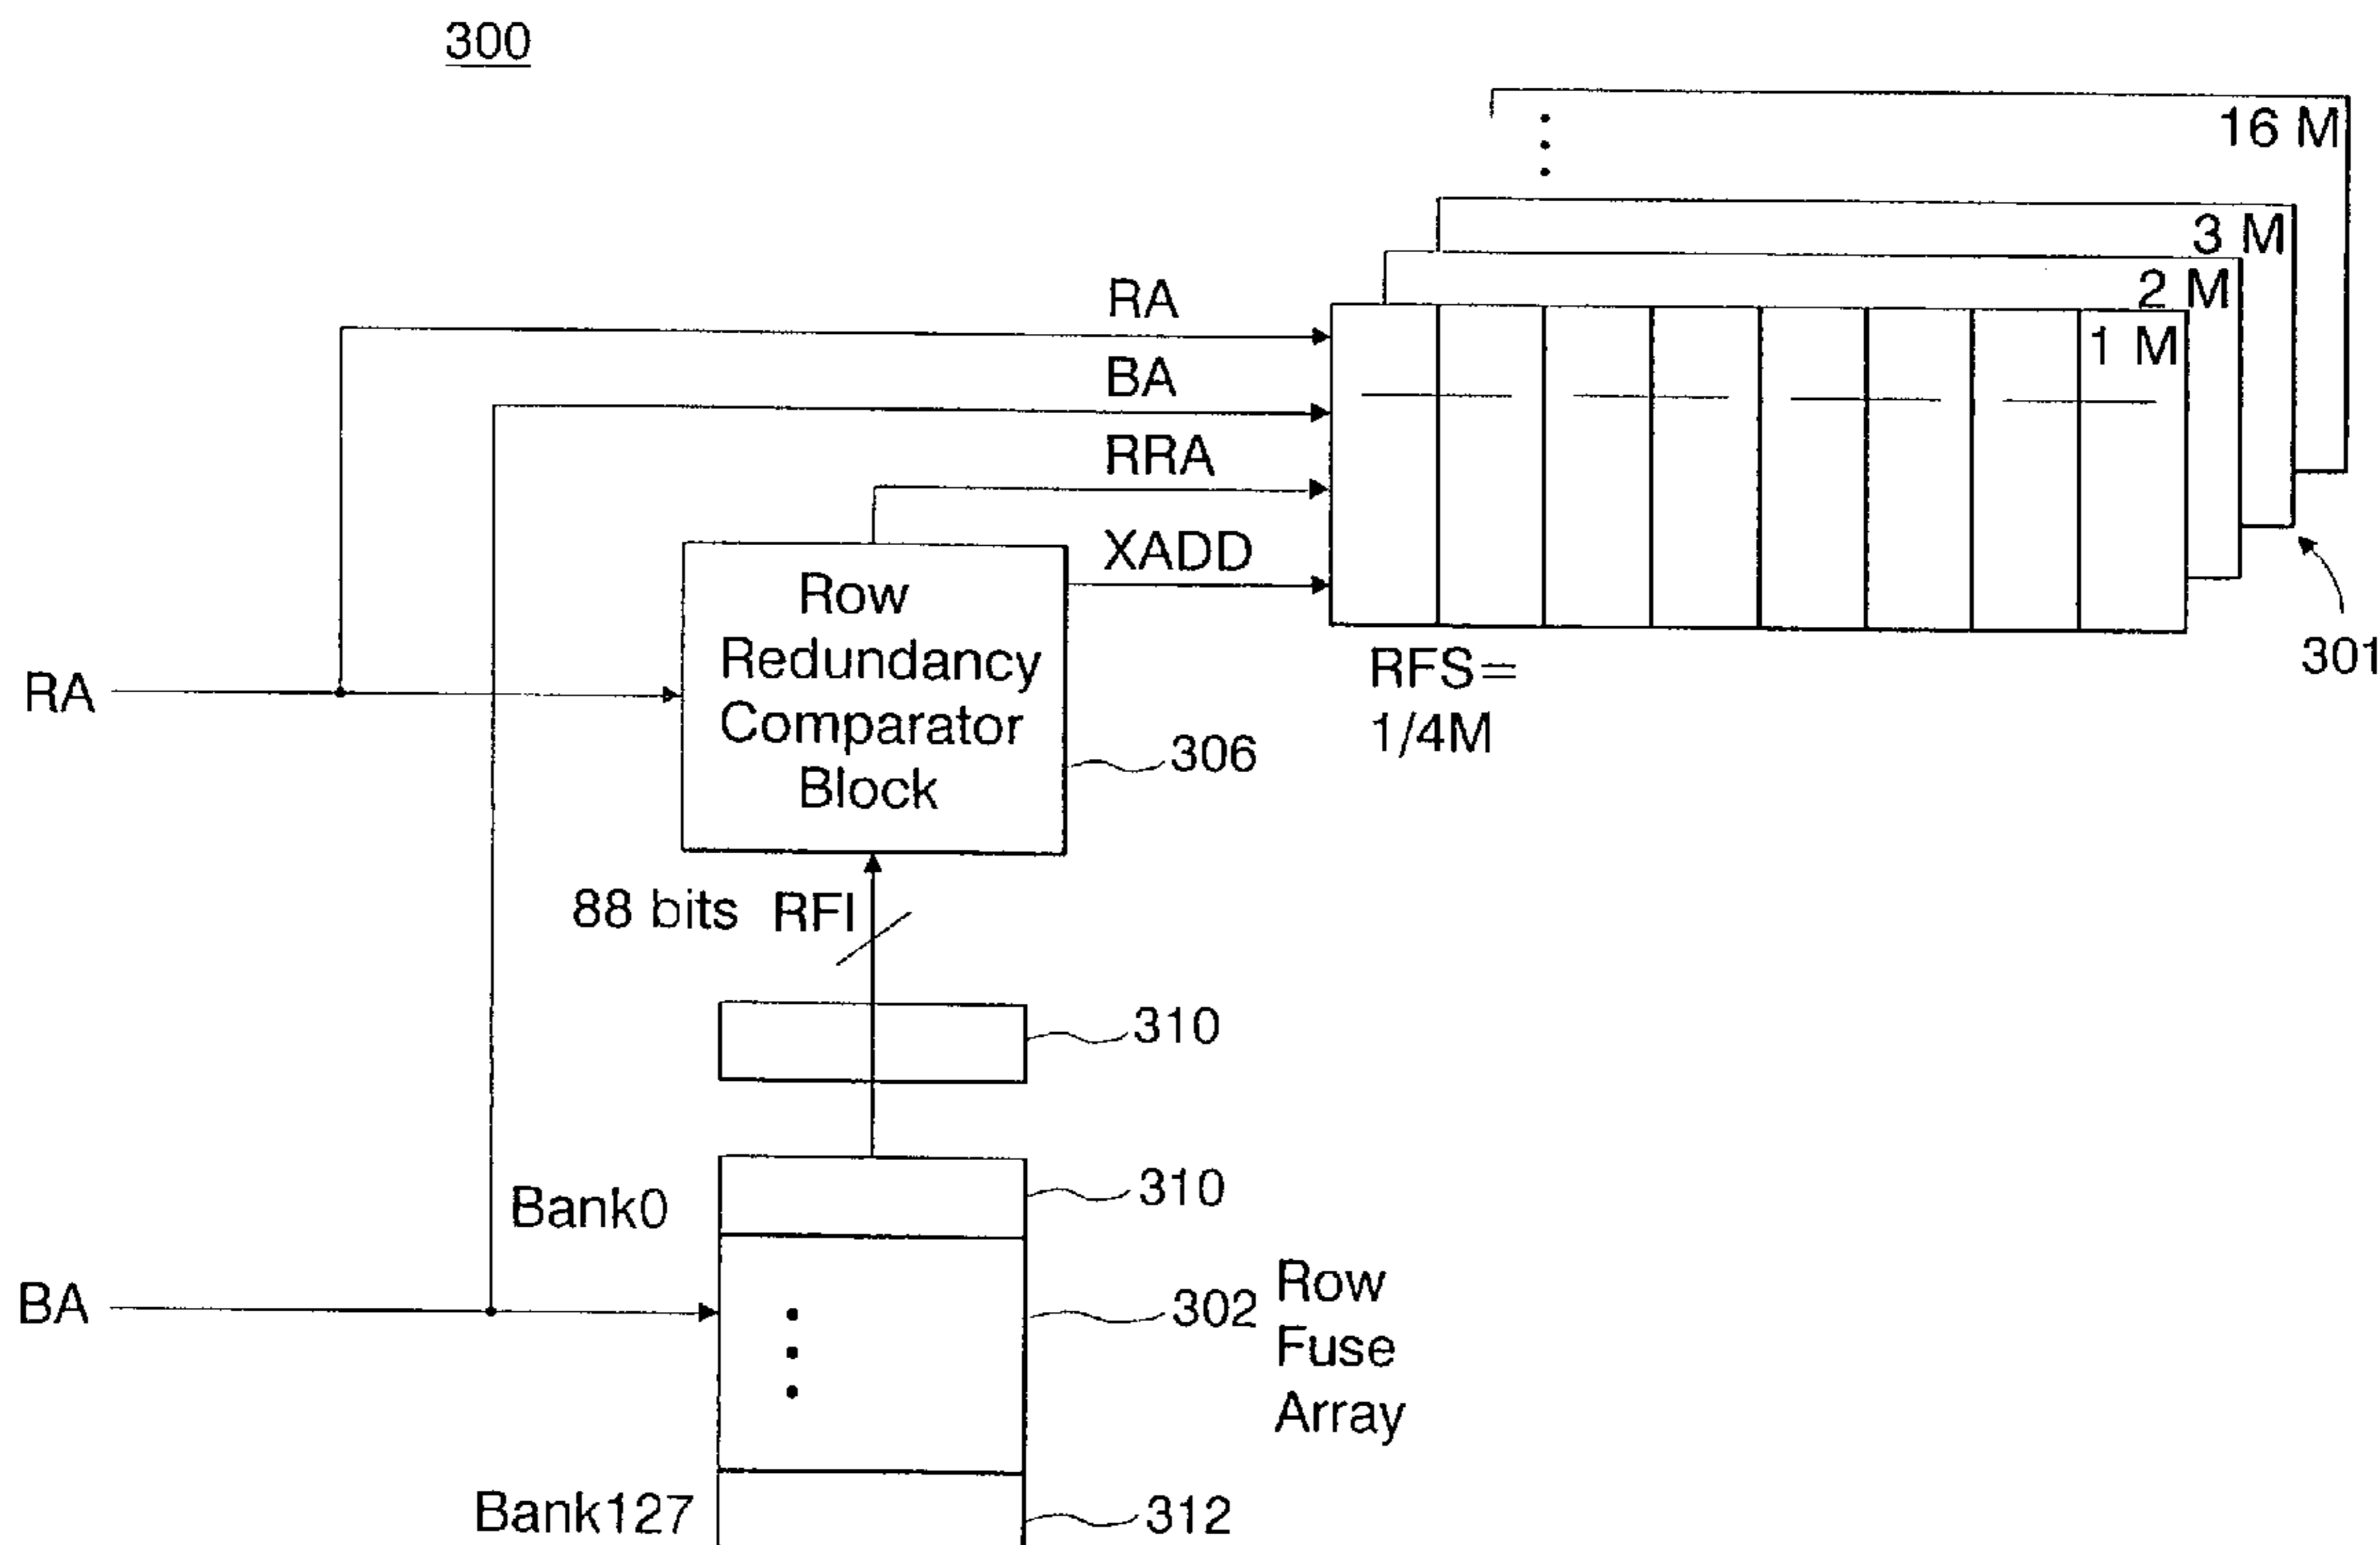 300
16 M
3 M
2 M
1 M
RA
BA
RRA
XADD
Row
Redundancy
Comparator
Block
306
RA
RFS=
1/4M
301
88 bits RFI
310
Bank0
310
BA
302
Row
Fuse
Array
Bank127
312